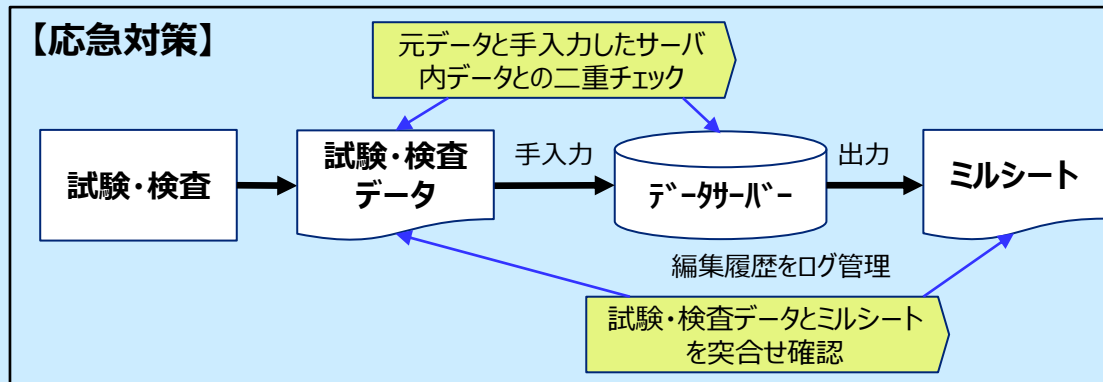 【応急対策】
元データと手入力したサーバ
内データとの二重チェック
試験・検査
試験・検査
データ
手入力
ﾃﾞｰﾀｻｰﾊﾞｰ
出力
ミルシート
編集履歴をログ管理
試験・検査データとミルシート
を突合せ確認